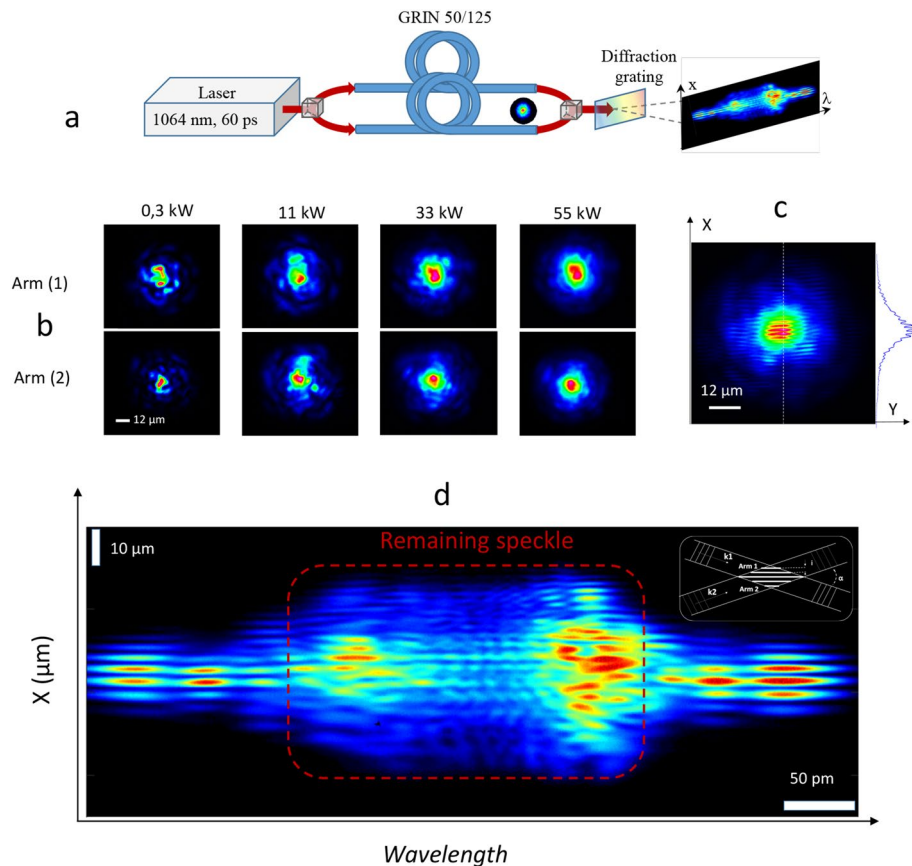 GRIN 50/125
Laser
1064 nm, 60 ps
Diffraction
grating
x
λ
a
0,3 kW 11 kW 33 kW 55 kW
Arm (1)
b
Arm (2)
12 μm
c
X
12 μm
Y
d
10 μm
Remaining speckle
k1
Arm 1
α
k2
Arm 2
X (μm)
50 pm
Wavelength